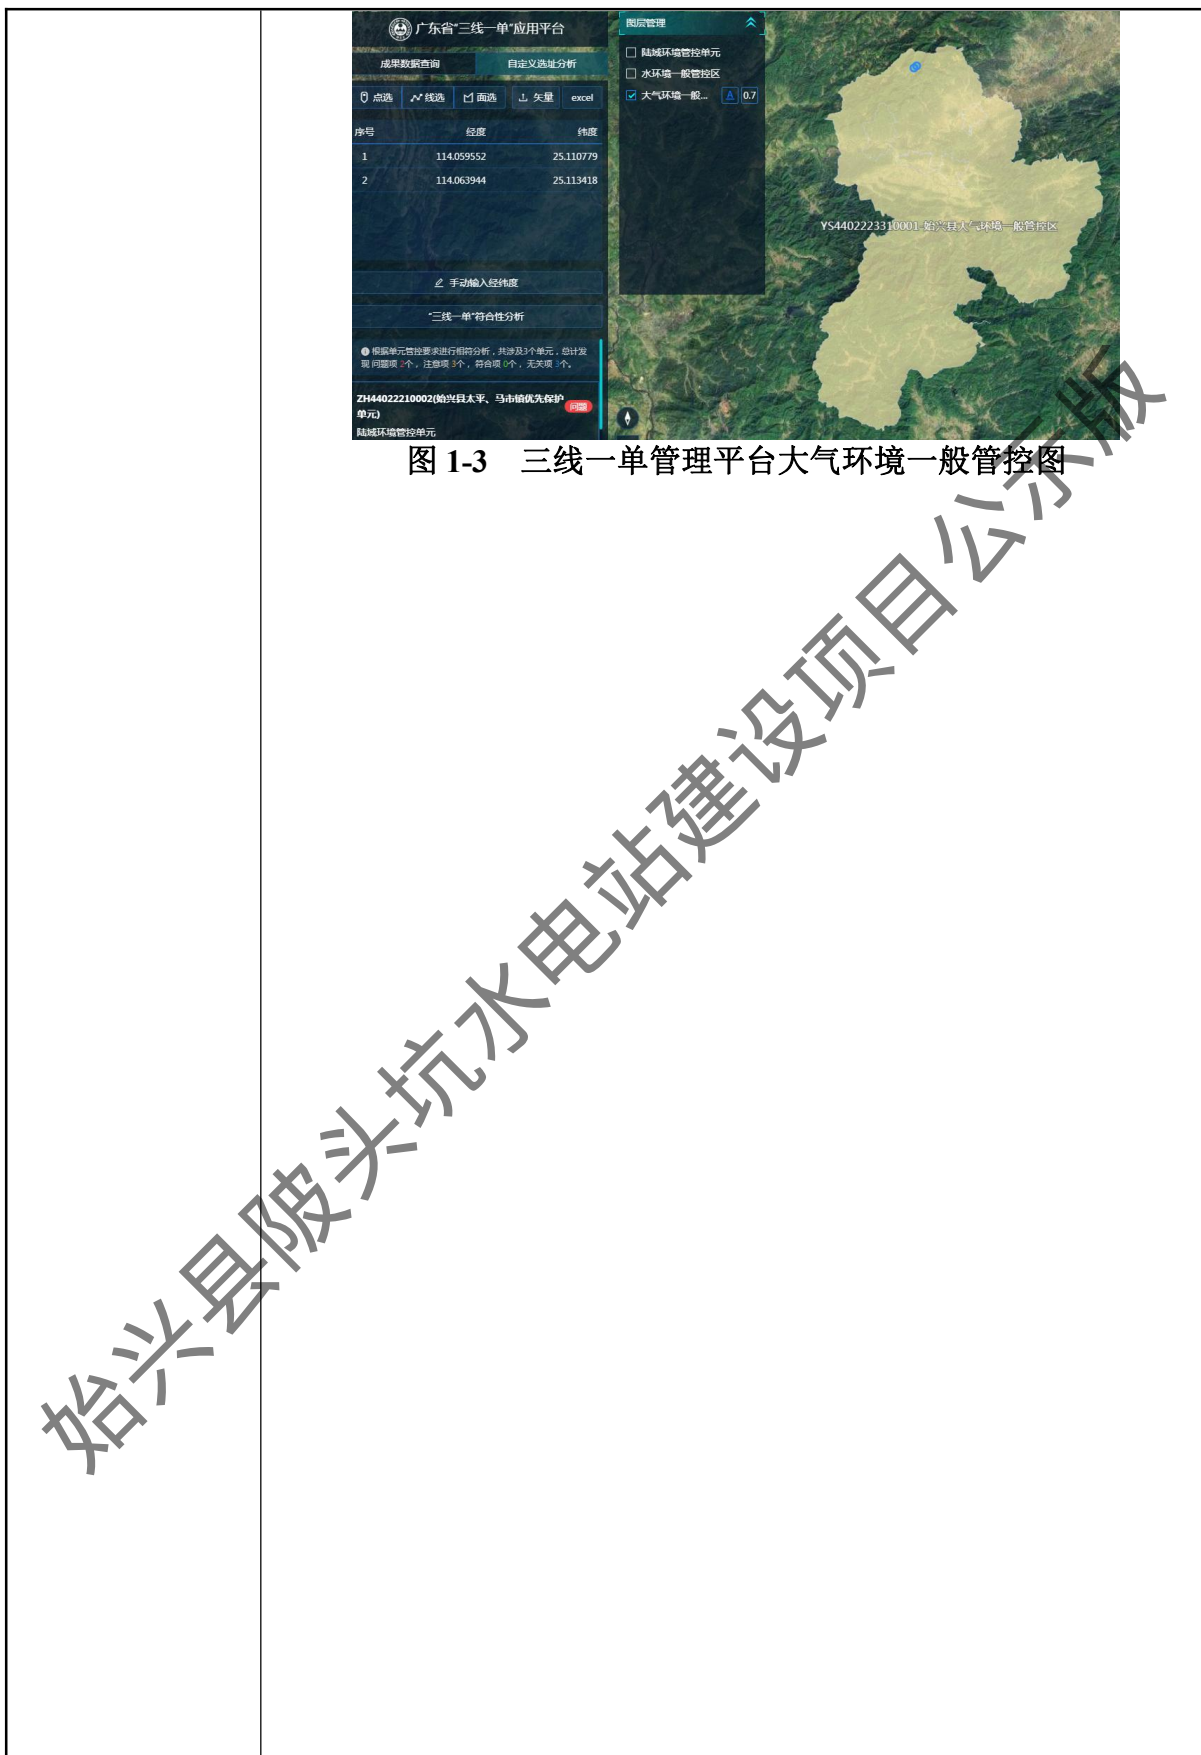 广东省“三线一单”应用平台
成果数据查询 自定义选址分析
点选 线选 面选 矢量 excel
序号 经度 纬度
1 114.059552 25.110779
2 114.063944 25.113418
手动输入经纬度
“三线一单”符合性分析
根据单元管控要求进行相符分析，共涉及3个单元，总计发
现 问题项 2个，注意项 3个，符合项 0个，无关项 3个。
ZH44022210002(始兴县太平、马市镇优先保护
单元)
问题
陆域环境管控单元
图层管理
陆域环境管控单元
水环境一般管控区
大气环境一般... A 0.7
YS4402223310001-始兴县大气环境一般管控区
图 1-3 三线一单管理平台大气环境一般管控图
始兴县陂头坑水电站建设项目公示版